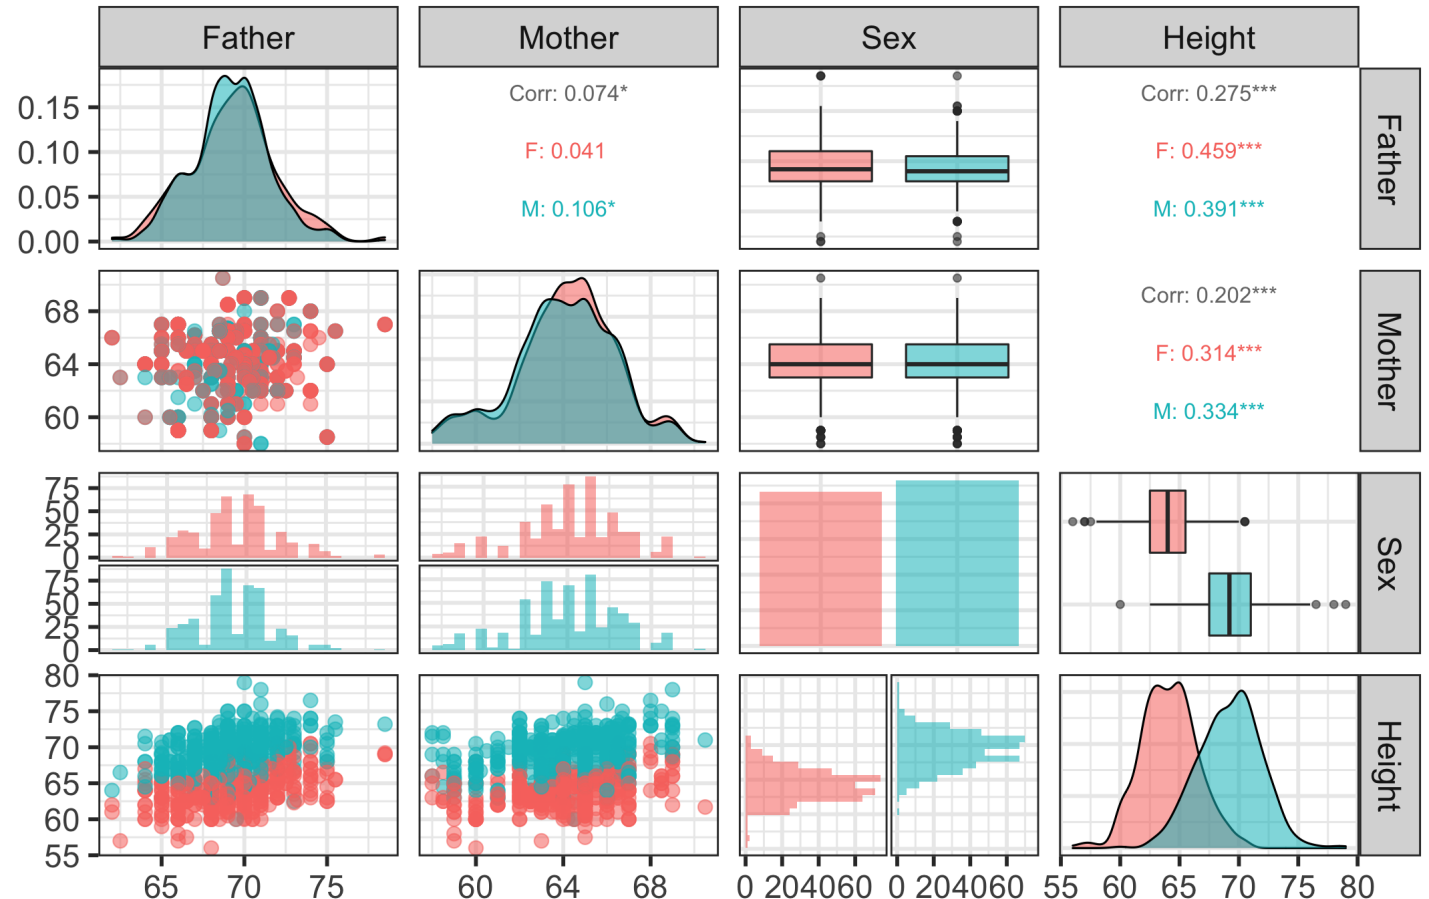 Father Mother Sex Height
0.15
0.10
0.05
0.00
Corr: 0.074*
F: 0.041
M: 0.106*
Corr: 0.275***
F: 0.459***
M: 0.391***
Father
68
64
60
Corr: 0.202***
F: 0.314***
M: 0.334***
Mother
75
50
25
0
75
50
25
0
Sex
80
75
70
65
60
55
Height
65 70 75
60 64 68
0 204060 0 204060
55 60 65 70 75 80